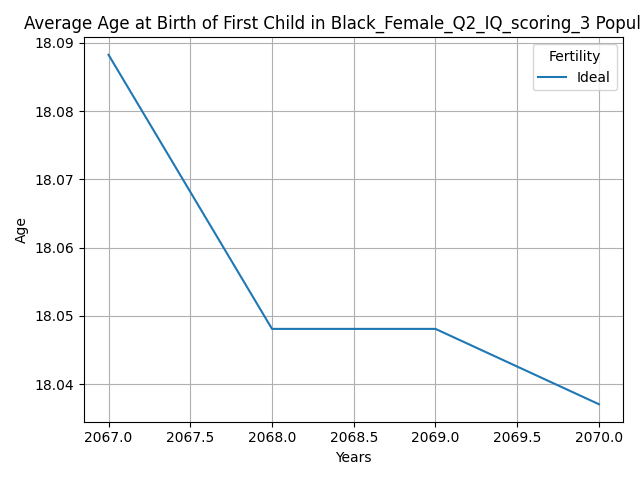 Average Age at Birth of First Child in Black_Female_Q2_IQ_scoring_3 Popul
18.09
Fertility
Ideal
18.08
18.07
18.06
18.05
18.04
Age
2067.0 2067.5 2068.0 2068.5 2069.0 2069.5 2070.0
Years